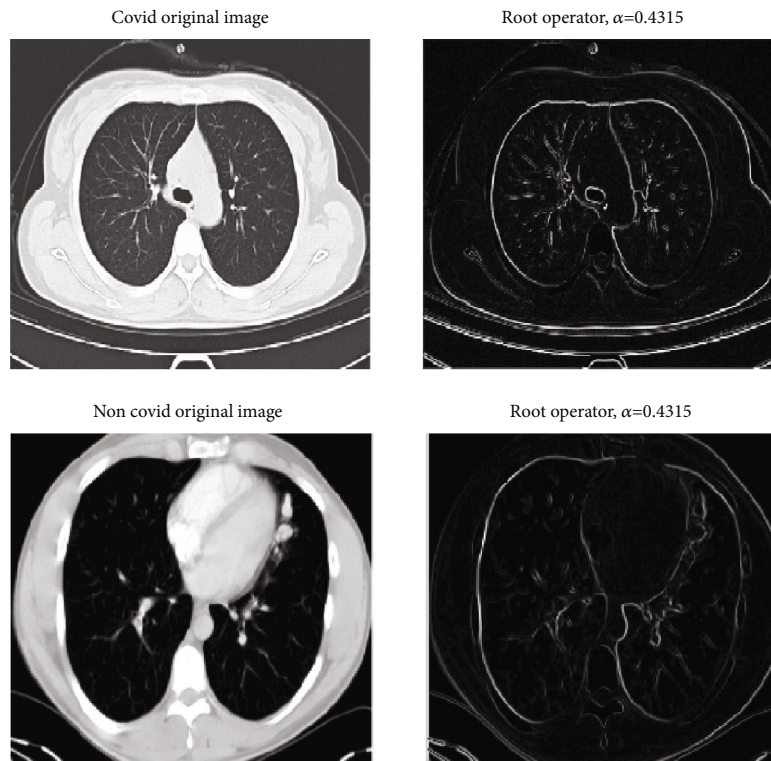 Covid original image
Root operator, α=0.4315
Non covid original image
Root operator, α=0.4315